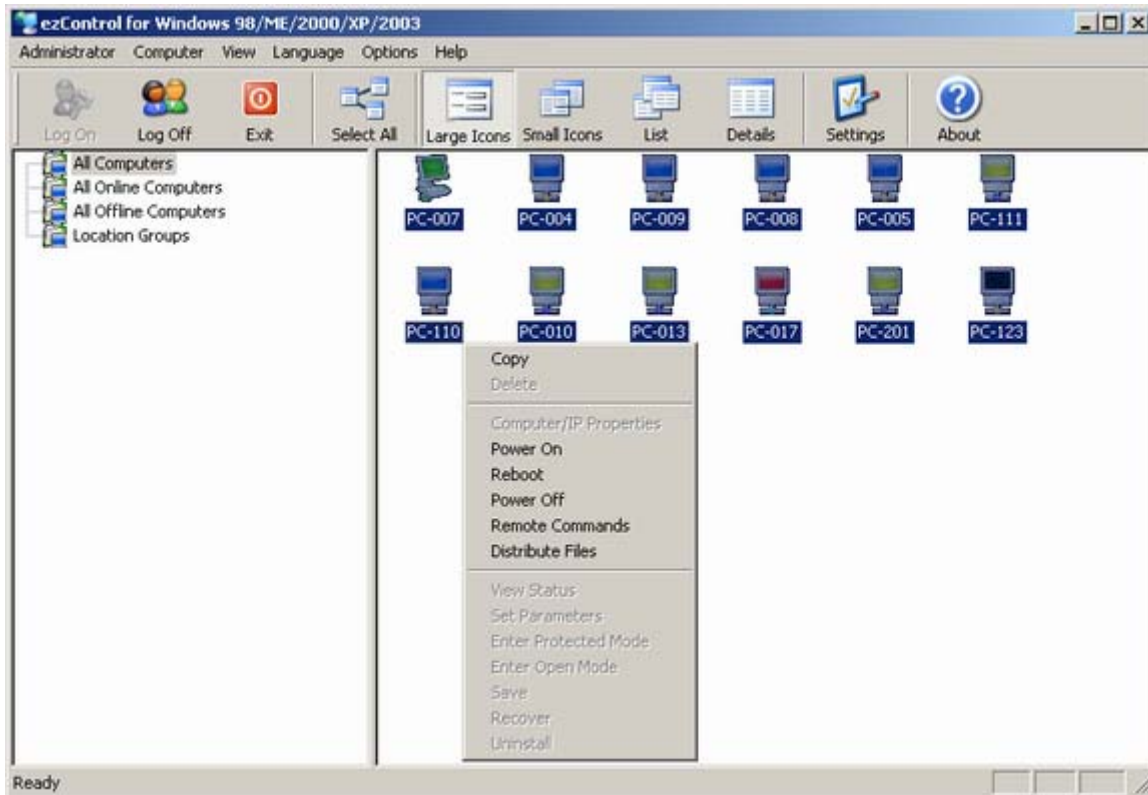 ezControl for Windows 98/ME/2000/XP/2003
Administrator Computer View Language Options Help
Log On Log Off Exit Select All Large Icons Small Icons List Details Settings About
All Computers
All Online Computers
All Offline Computers
Location Groups
PC-007 PC-004 PC-009 PC-008 PC-005 PC-111
PC-110 PC-010 PC-013 PC-017 PC-201 PC-123
Copy
Delete
Computer/IP Properties
Power On
Reboot
Power Off
Remote Commands
Distribute Files
View Status
Set Parameters
Enter Protected Mode
Enter Open Mode
Save
Recover
Uninstall
Ready